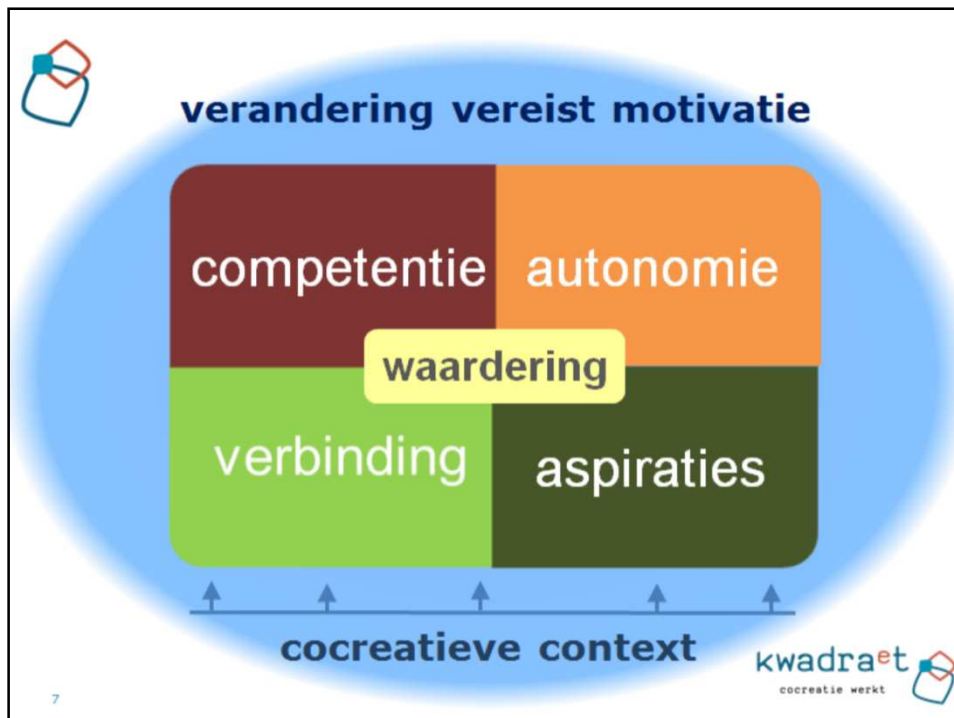 verandering vereist motivatie
competentie
autonomie
waardering
verbinding
aspiraties
cocreatieve context
kwadraet
cocreatie werkt
7